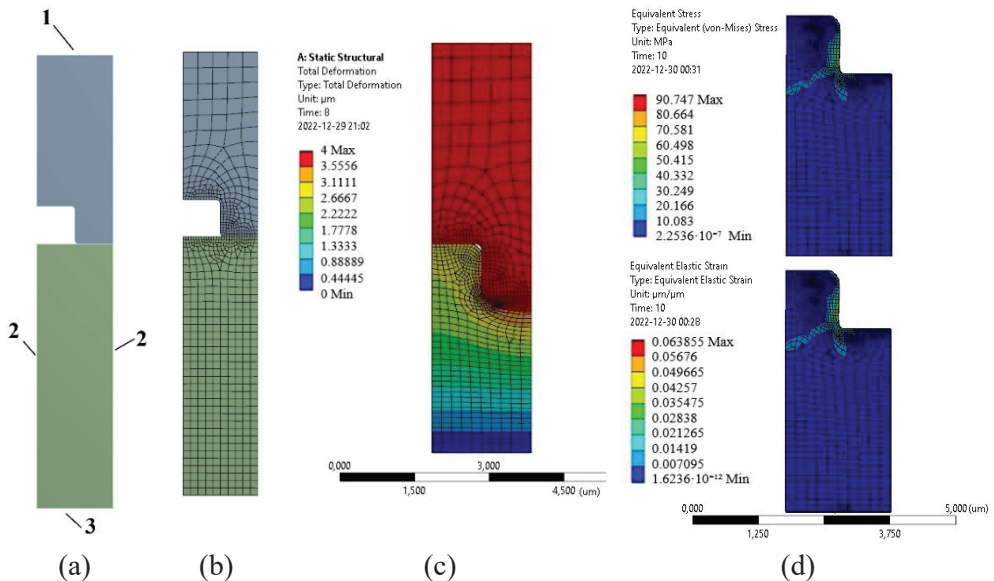 1
2
2
3
(a)
(b)
A: Static Structural
Total Deformation
Type: Total Deformation
Unit: µm
Time: 8
2022-12-29 21:02
4 Max
3.5556
3.1111
2.6667
2.2222
1.7778
1.3333
0.88889
0.44445
0 Min
0,000
3,000
1,500
4,500 (um)
(c)
Equivalent Stress
Type: Equivalent (von-Mises) Stress
Unit: MPa
Time: 10
2022-12-30 00:31
90.747 Max
80.664
70.581
60.498
50.415
40.332
30.249
20.166
10.083
2.2536·10⁻⁷ Min
Equivalent Elastic Strain
Type: Equivalent Elastic Strain
Unit: µm/µm
Time: 10
2022-12-30 00:28
0.063855 Max
0.05676
0.049665
0.04257
0.035475
0.02838
0.021265
0.01419
0.007095
1.6236·10⁻¹² Min
0,000
5,000 (um)
1,250
3,750
(d)